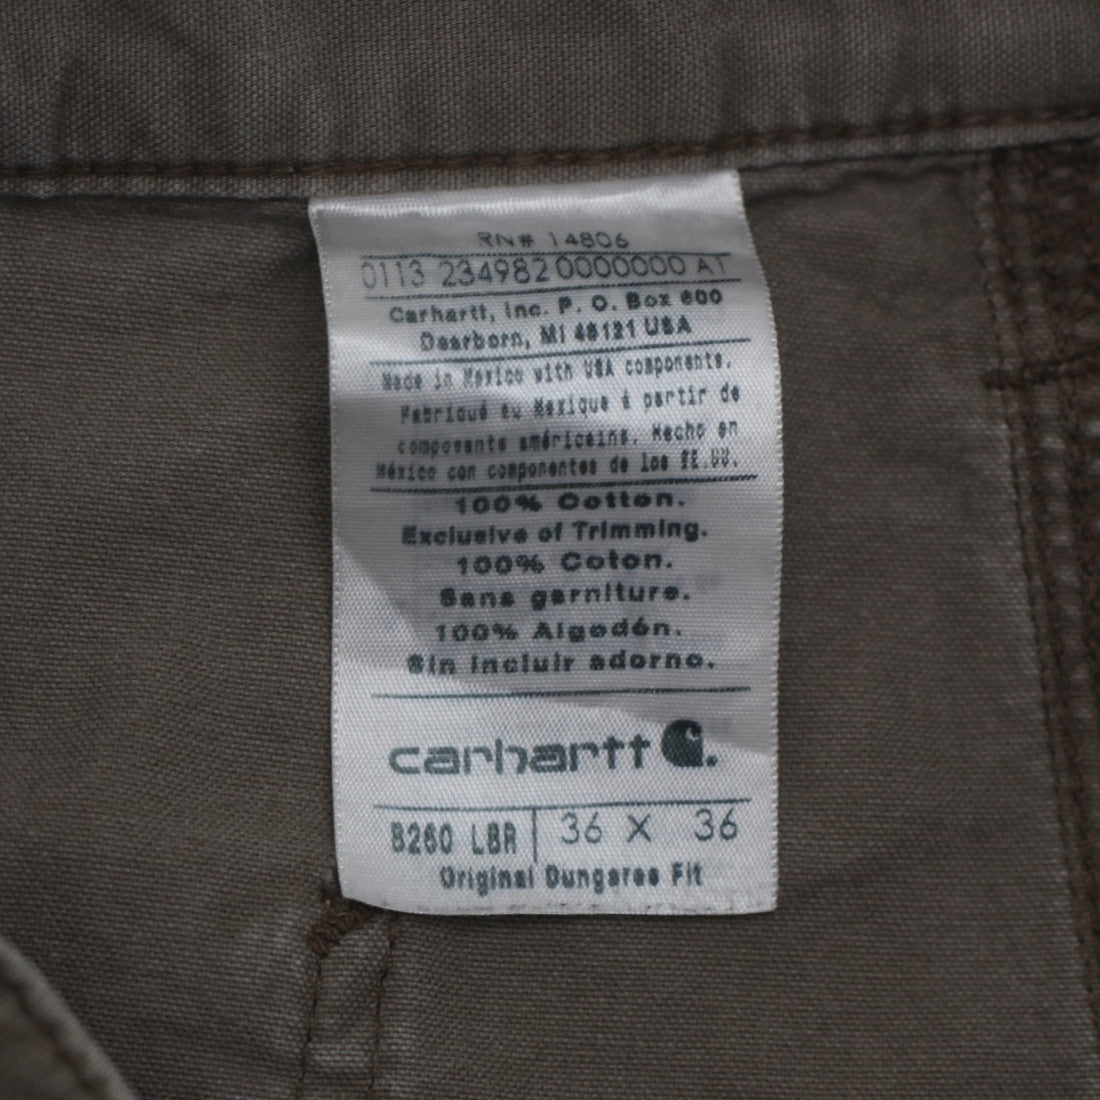 RN# 14806
0113 2349820000000 AT
Carhartt, Inc. P. O. Box 600
Dearborn, MI 48121 USA
Made in Mexico with USA components.
Fabriqué au Mexique à partir de
composants américains. Hecho en
México con componentes de los EE.UU.
100% Cotton.
Exclusive of Trimming.
100% Coton.
Sans garniture.
100% Algodón.
Sin incluir adorno.
carhartt
B260 LBR 36 X 36
Original Dungaree Fit